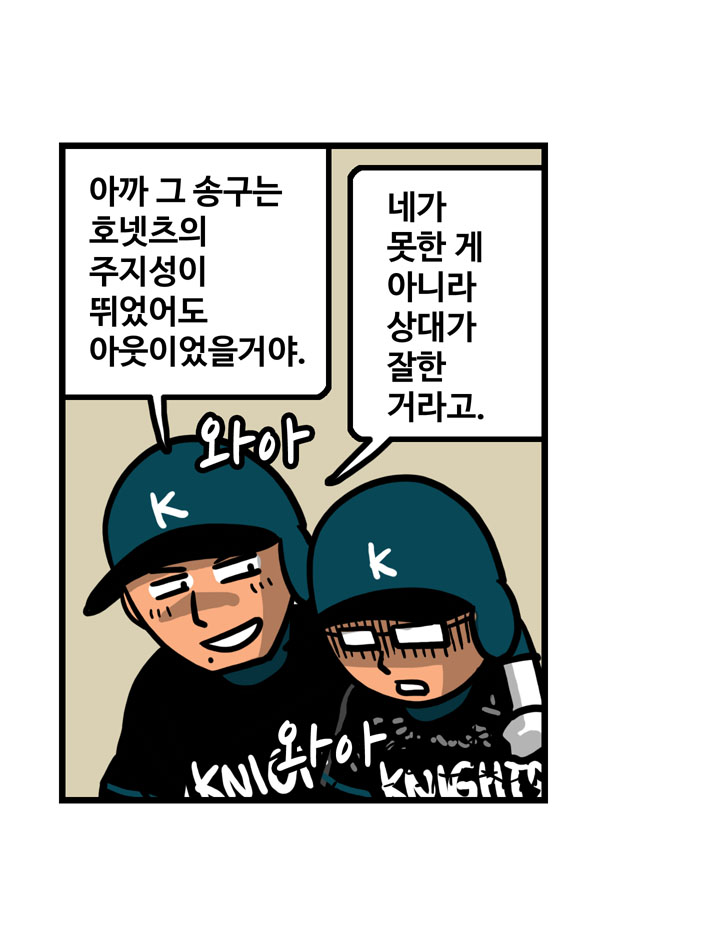 아까 그 송구는
호넷츠의
주지성이
뛰었어도
아웃이었을거야.
네가
못한 게
아니라
상대가
잘한
거라고.
와아
K
K
와아
KNIGHTS